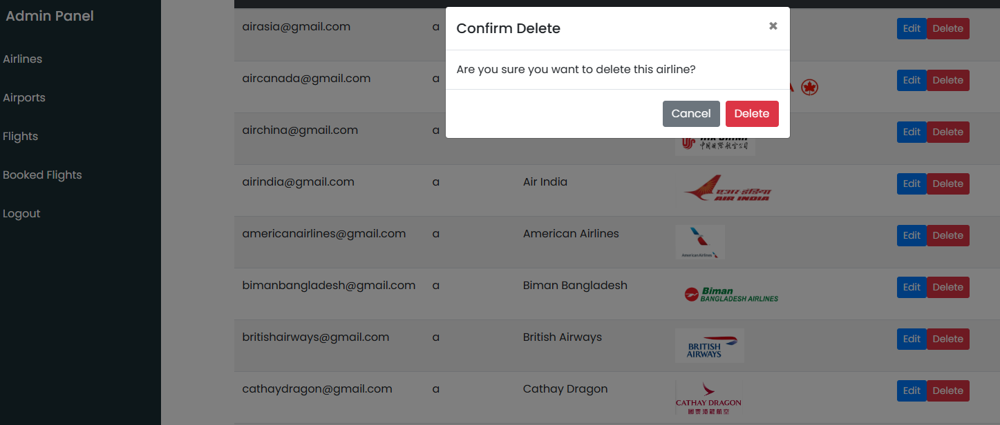 Admin Panel
Airlines
Airports
Flights
Booked Flights
Logout
Confirm Delete
×
Are you sure you want to delete this airline?
Cancel Delete
airasia@gmail.com a Edit Delete
aircanada@gmail.com a Edit Delete
airchina@gmail.com a Edit Delete
中国国际航空公司
airindia@gmail.com a Air India Edit Delete
एअर इंडिया
AIR INDIA
americanairlines@gmail.com a American Airlines Edit Delete
American Airlines
bimanbangladesh@gmail.com a Biman Bangladesh Edit Delete
Biman
BANGLADESH AIRLINES
britishairways@gmail.com a British Airways Edit Delete
BRITISH
AIRWAYS
cathaydragon@gmail.com a Cathay Dragon Edit Delete
CATHAY DRAGON
國泰港龍航空